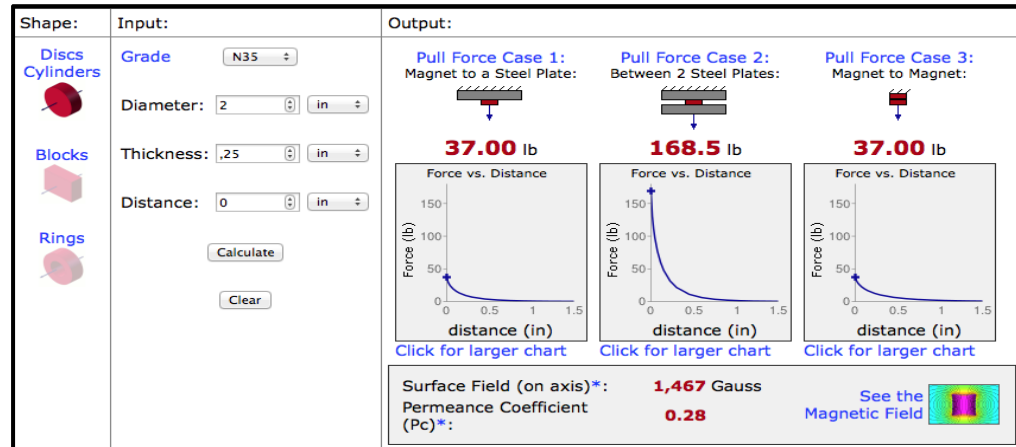 Shape:
Input:
Output:
Discs
Cylinders
Blocks
Rings
Grade N35
Diameter: 2 in
Thickness: ,25 in
Distance: 0 in
Calculate
Clear
Pull Force Case 1:
Magnet to a Steel Plate:
37.00 lb
Force vs. Distance
Force (lb)
150
100
50
0
0 0.5 1 1.5
distance (in)
Click for larger chart
Pull Force Case 2:
Between 2 Steel Plates:
168.5 lb
Force vs. Distance
Force (lb)
150
100
50
0
0 0.5 1 1.5
distance (in)
Click for larger chart
Pull Force Case 3:
Magnet to Magnet:
37.00 lb
Force vs. Distance
Force (lb)
150
100
50
0
0 0.5 1 1.5
distance (in)
Click for larger chart
Surface Field (on axis)*: 1,467 Gauss
Permeance Coefficient
(Pc)*: 0.28
See the
Magnetic Field